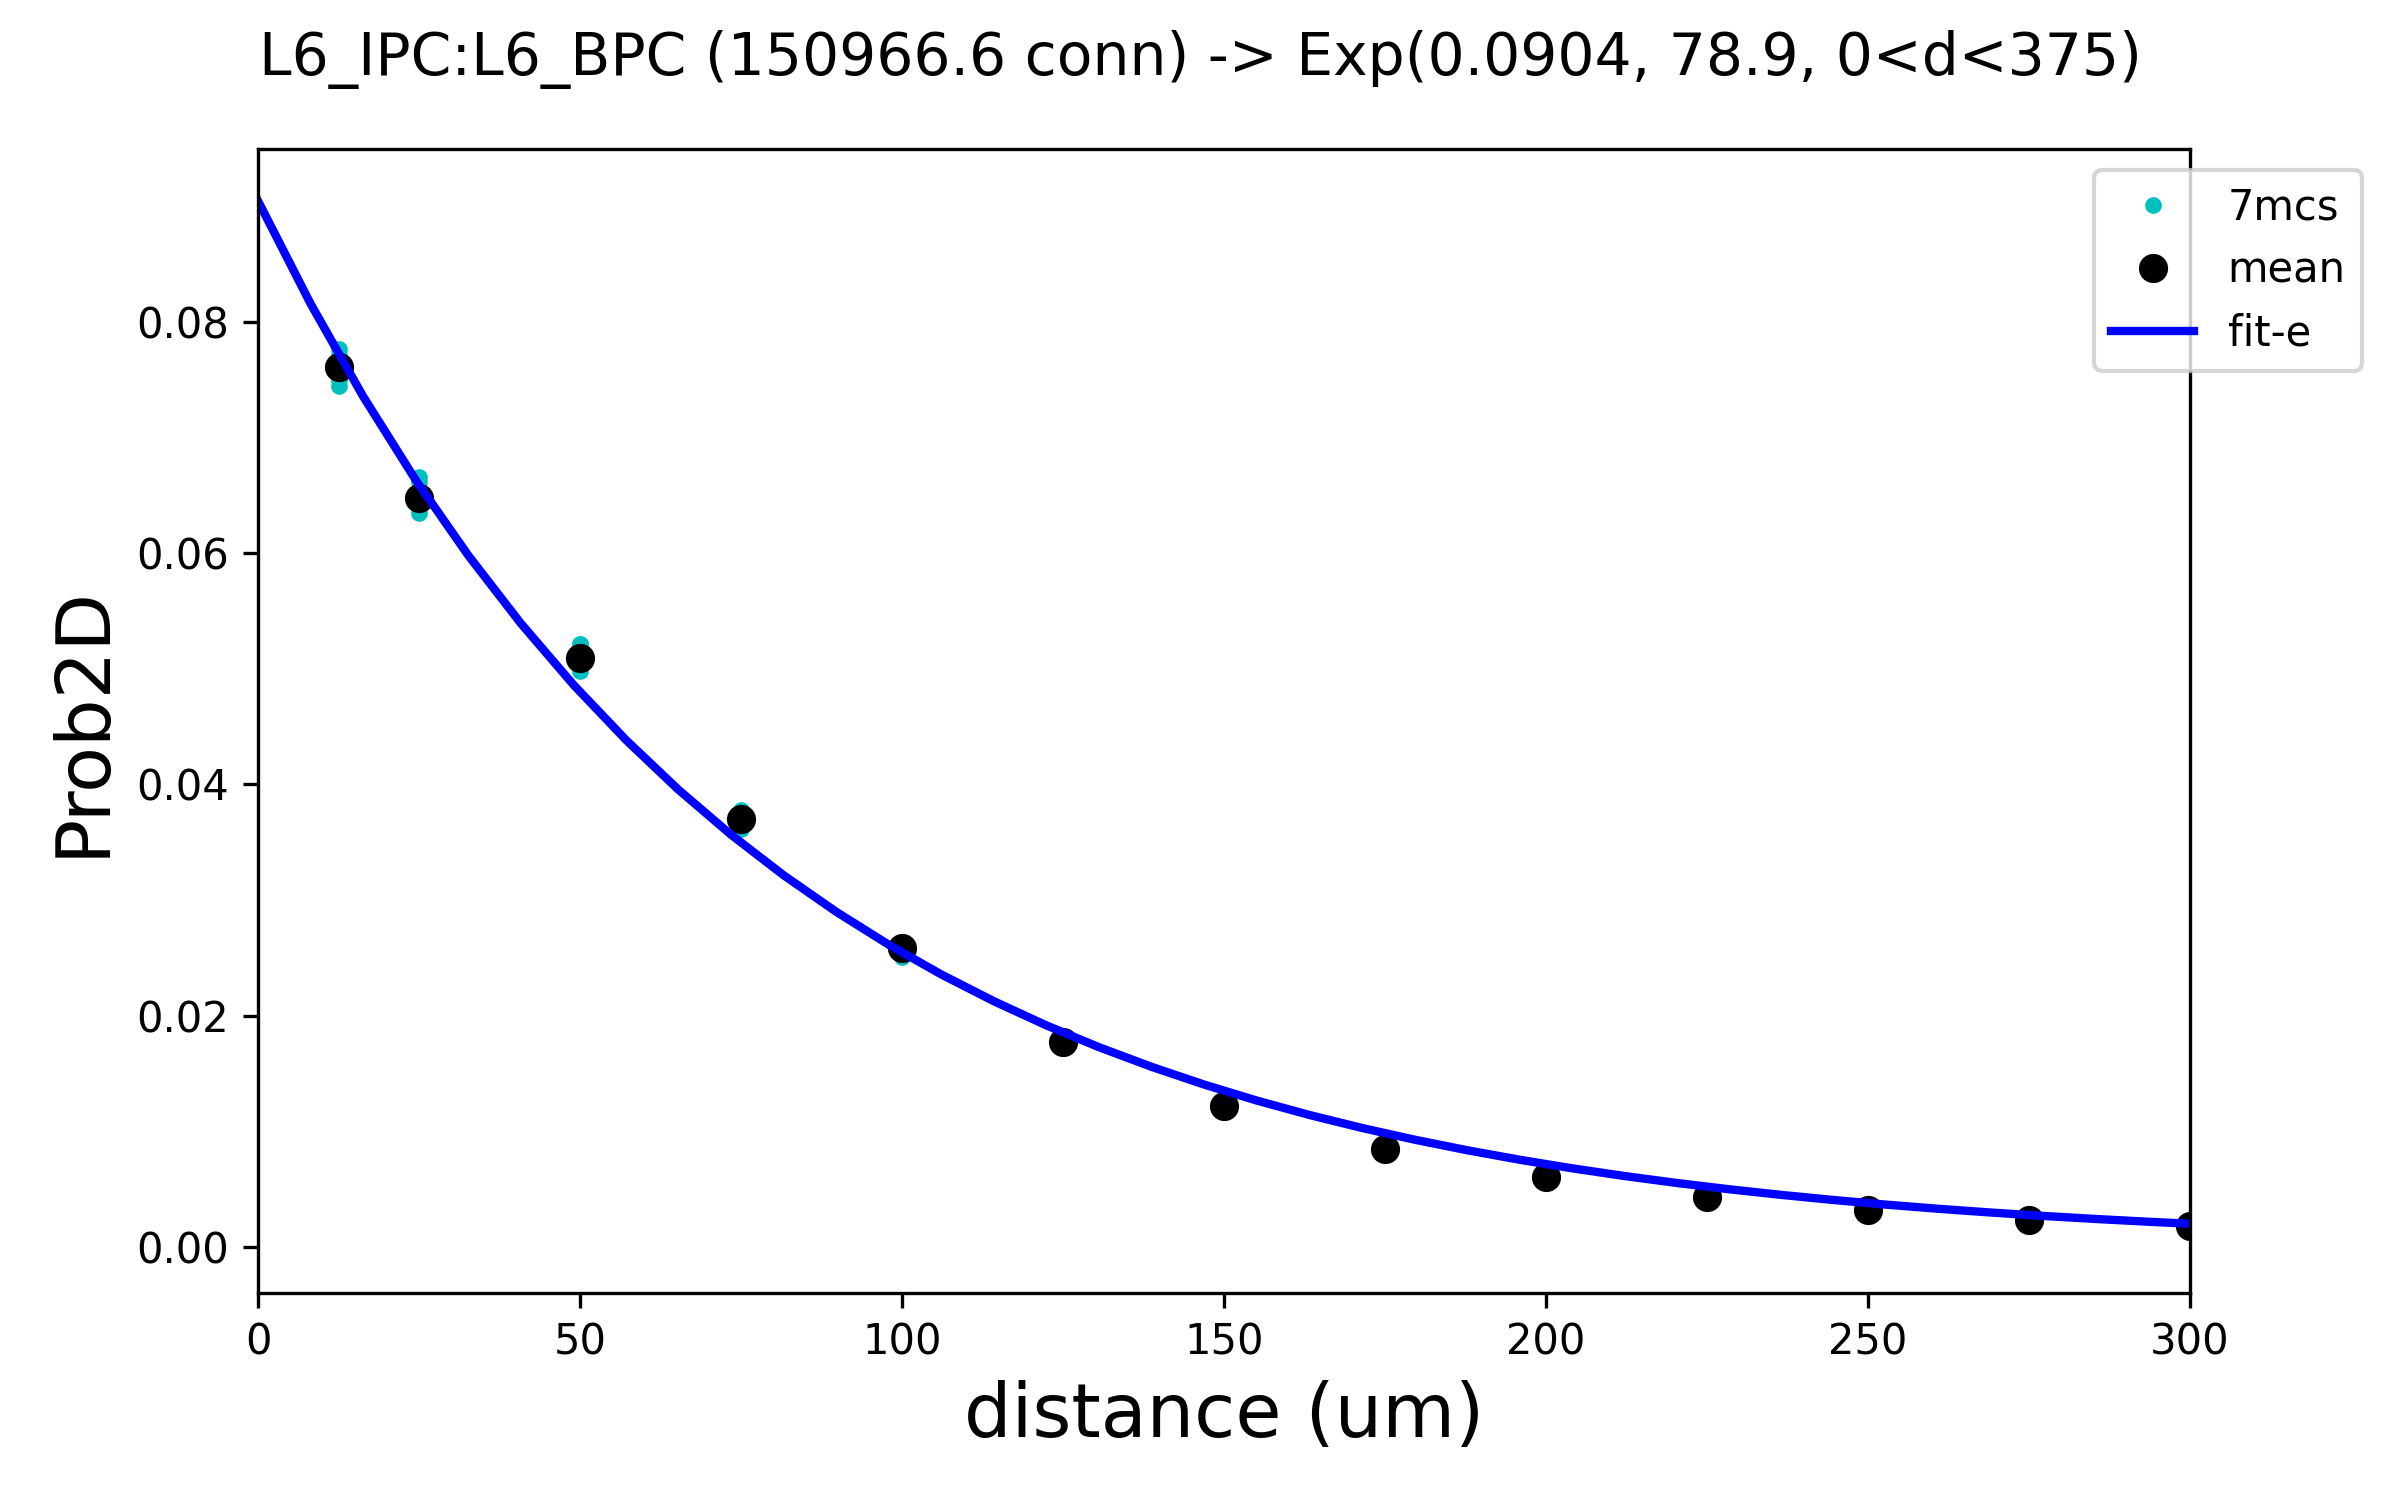 L6_IPC:L6_BPC (150966.6 conn) -> Exp(0.0904, 78.9, 0<d<375)
7mcs
mean
fit-e
Prob2D
0.08
0.06
0.04
0.02
0.00
0 50 100 150 200 250 300
distance (um)